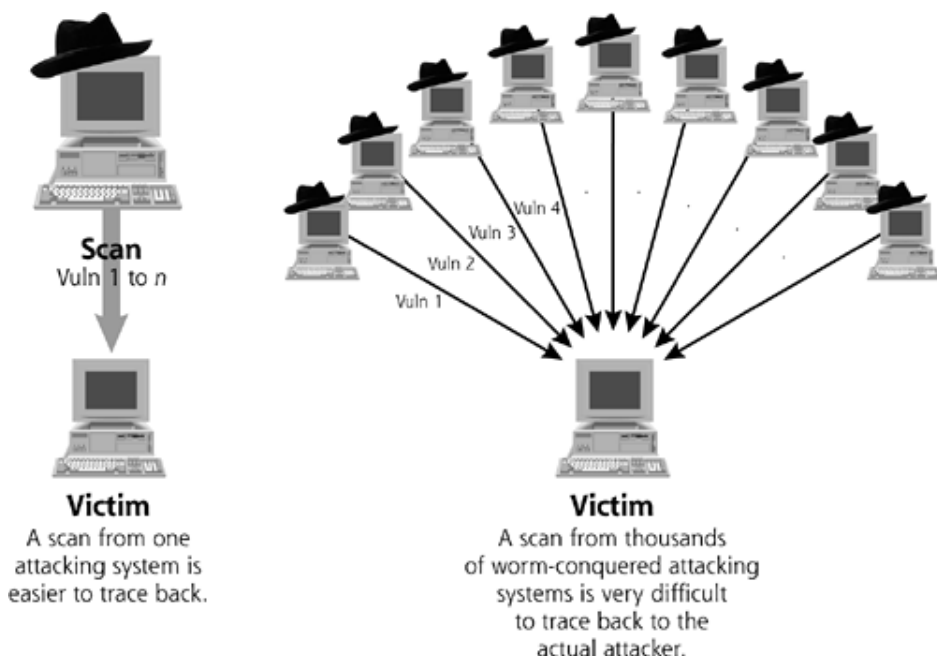 Scan
Vuln 1 to n
Victim
A scan from one
attacking system is
easier to trace back.
Vuln 4
Vuln 3
Vuln 2
Vuln 1
Victim
A scan from thousands
of worm-conquered attacking
systems is very difficult
to trace back to the
actual attacker.